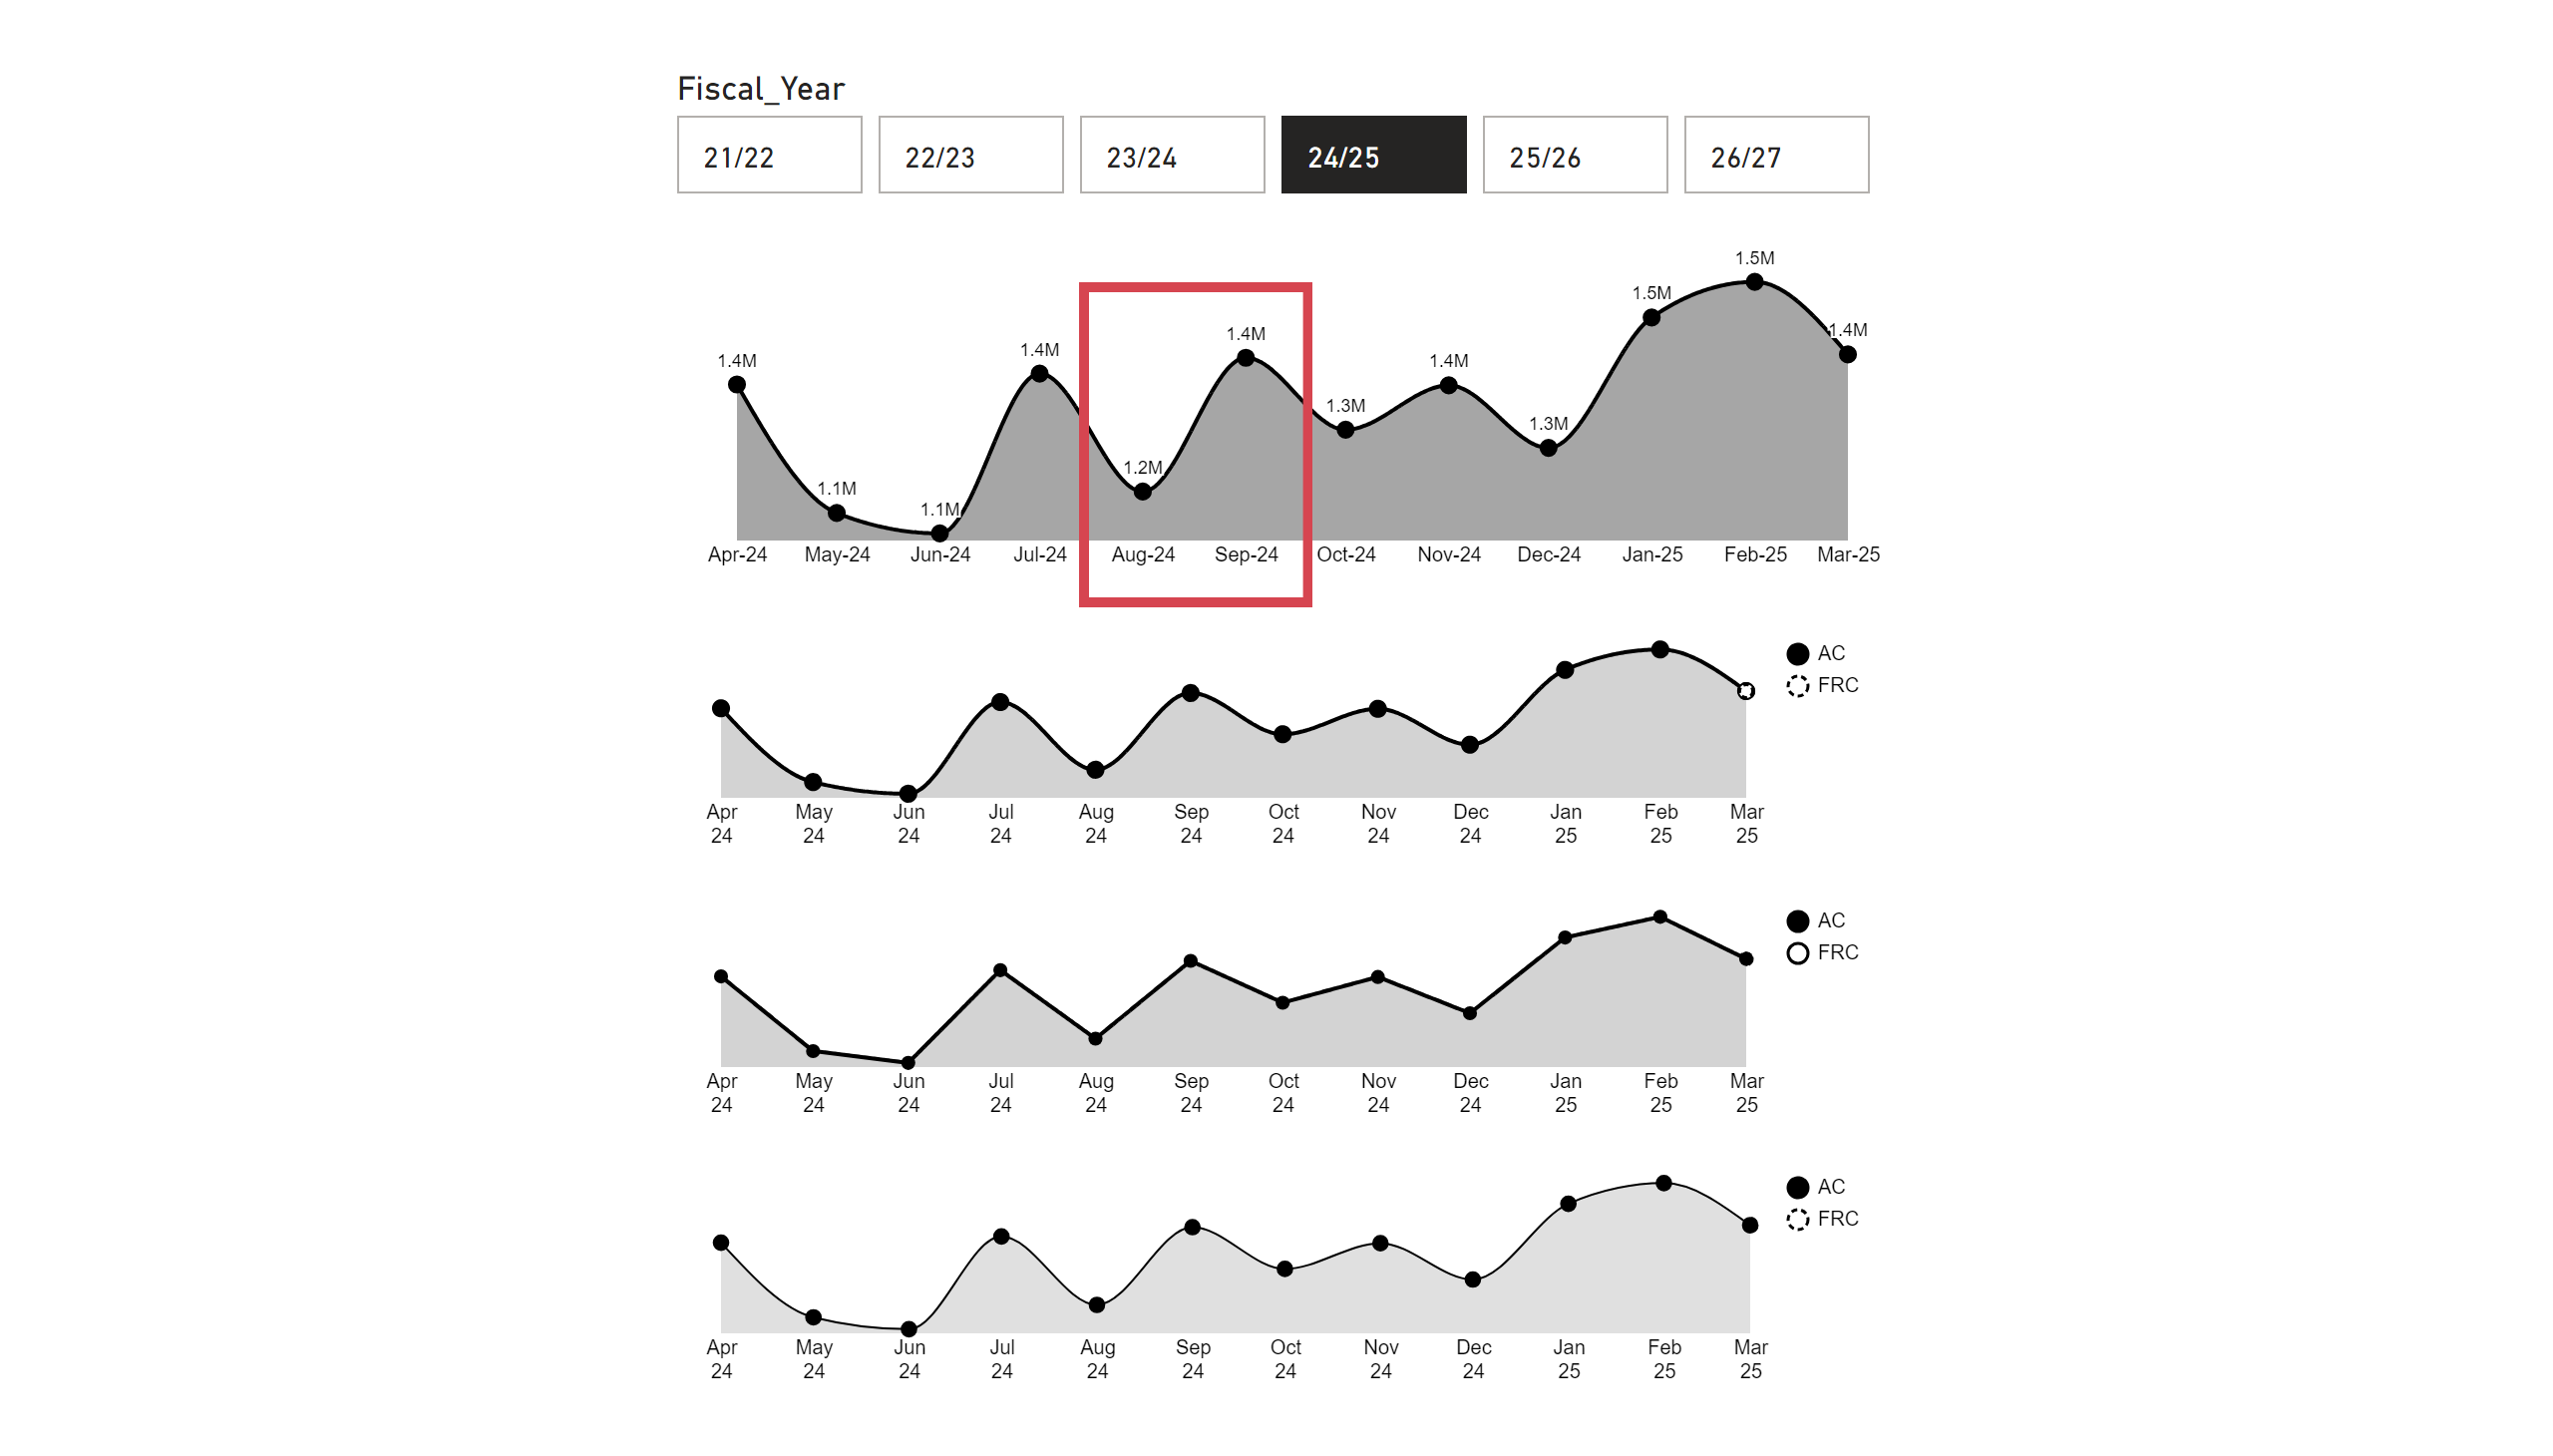 Fiscal_Year
21/22 22/23 23/24 24/25 25/26 26/27
1.4M 1.1M 1.1M 1.4M 1.2M 1.4M 1.3M 1.4M 1.3M 1.5M 1.5M 1.4M
Apr-24 May-24 Jun-24 Jul-24 Aug-24 Sep-24 Oct-24 Nov-24 Dec-24 Jan-25 Feb-25 Mar-25
AC
FRC
Apr May Jun Jul Aug Sep Oct Nov Dec Jan Feb Mar
24 24 24 24 24 24 24 24 24 25 25 25
AC
FRC
Apr May Jun Jul Aug Sep Oct Nov Dec Jan Feb Mar
24 24 24 24 24 24 24 24 24 25 25 25
AC
FRC
Apr May Jun Jul Aug Sep Oct Nov Dec Jan Feb Mar
24 24 24 24 24 24 24 24 24 25 25 25